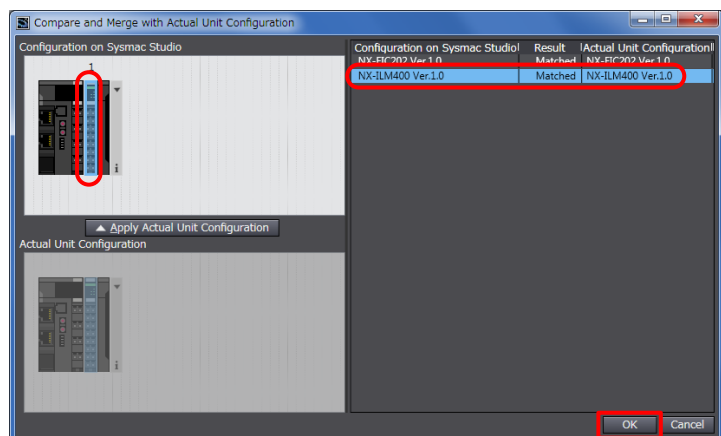 Compare and Merge with Actual Unit Configuration
Configuration on Sysmac Studio
1
Apply Actual Unit Configuration
Actual Unit Configuration
Configuration on Sysmac Studio Result Actual Unit Configuration
NX-EIC202 Ver.1.0 Matched NX-EIC202 Ver.1.0
NX-ILM400 Ver.1.0 Matched NX-ILM400 Ver.1.0
OK Cancel